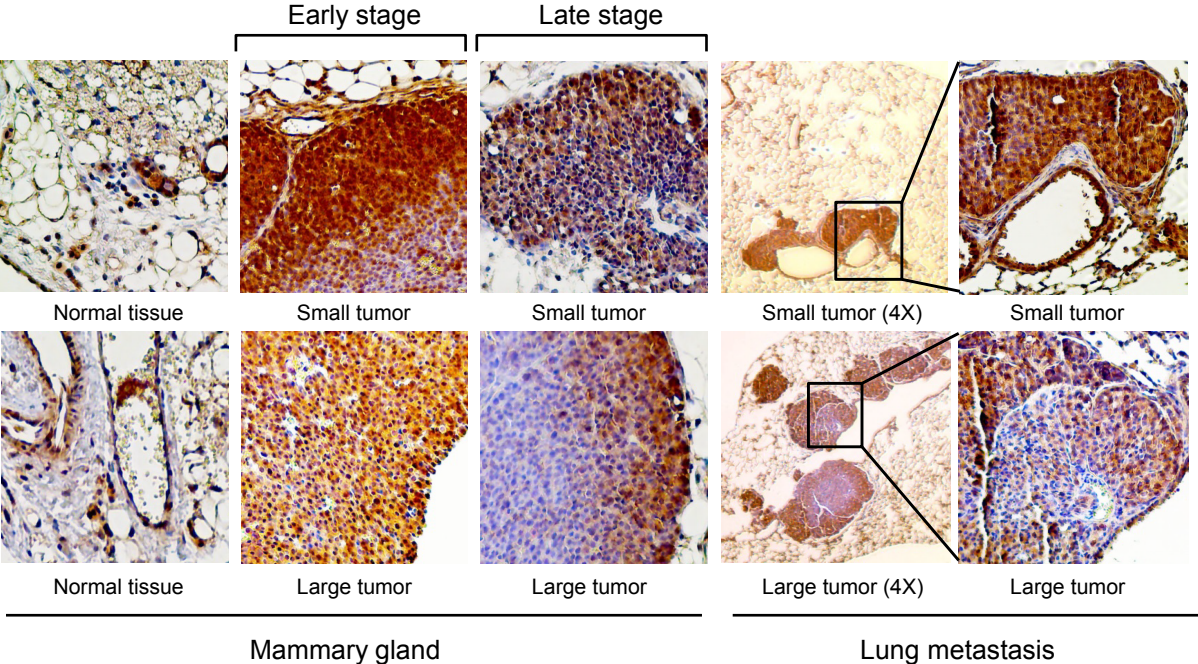 Early stage
Late stage
Normal tissue
Small tumor
Small tumor
Small tumor (4X)
Small tumor
Normal tissue
Large tumor
Large tumor
Large tumor (4X)
Large tumor
Mammary gland
Lung metastasis